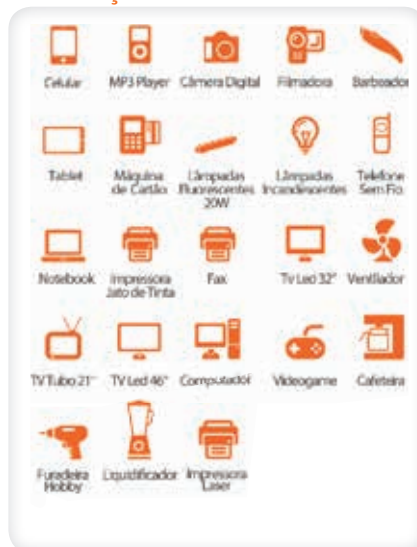 Celular
MP3 Player
Câmera Digital
Filmadora
Barbeador
Tablet
Máquina
de Cartão
Lâmpadas
Fluorescentes
20W
Lâmpadas
Incandescentes
Telefone
Sem Fio
Notebook
Impressora
Jato de Tinta
Fax
Tv Led 32"
Ventilador
TV Tubo 21"
TV Led 46"
Computador
Videogame
Cafeteira
Furadeira
Hobby
Liquidificador
Impressora
Laser